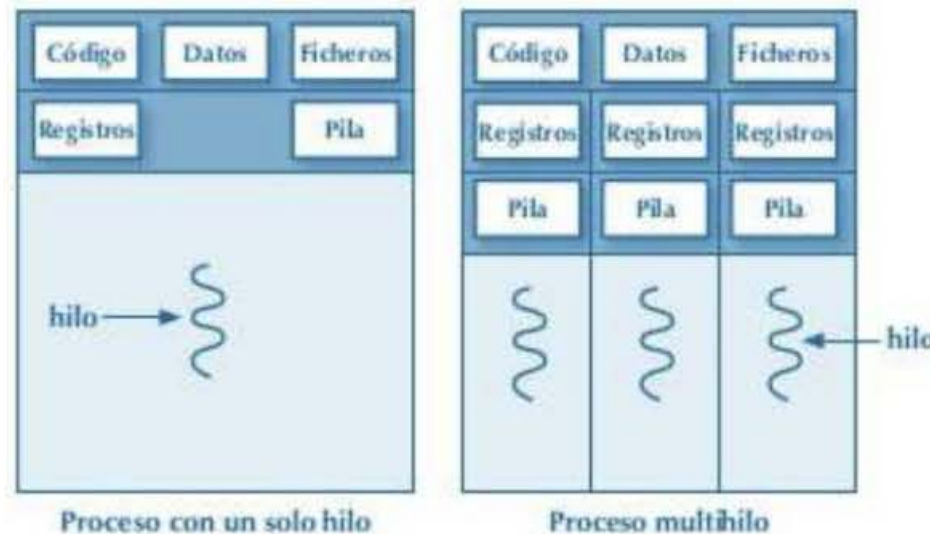 Código Datos Ficheros
Registros Pila
hilo
Proceso con un solo hilo
Código Datos Ficheros
Registros Registros Registros
Pila Pila Pila
hilo
Proceso multihilo